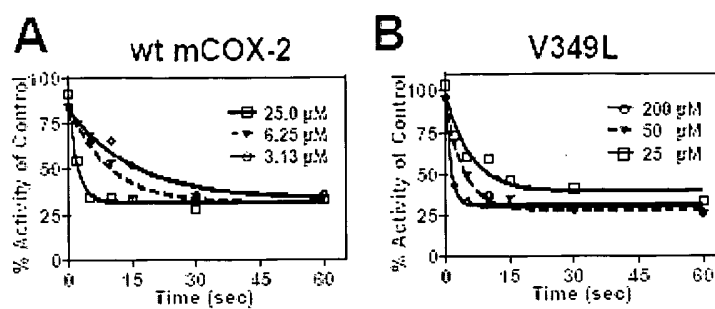 A
wt mCOX-2
% Activity of Control
100
75
50
25
0
25.0 µM
6.25 µM
3.13 µM
0
15
30
45
60
Time (sec)
B
V349L
% Activity of Control
100
75
50
25
0
200 µM
50 µM
25 µM
0
15
30
45
60
Time (sec)